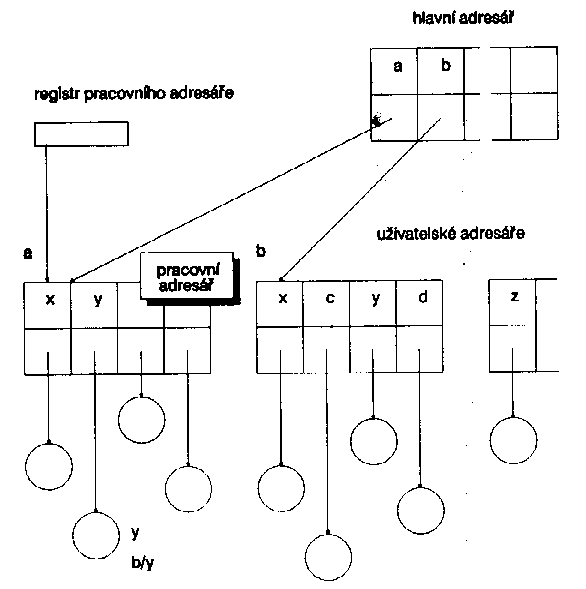 hlavní adresář
a b
registr pracovního adresáře
uživatelské adresáře
a
b
pracovní
adresář
x y
x c y d
z
y
b/y